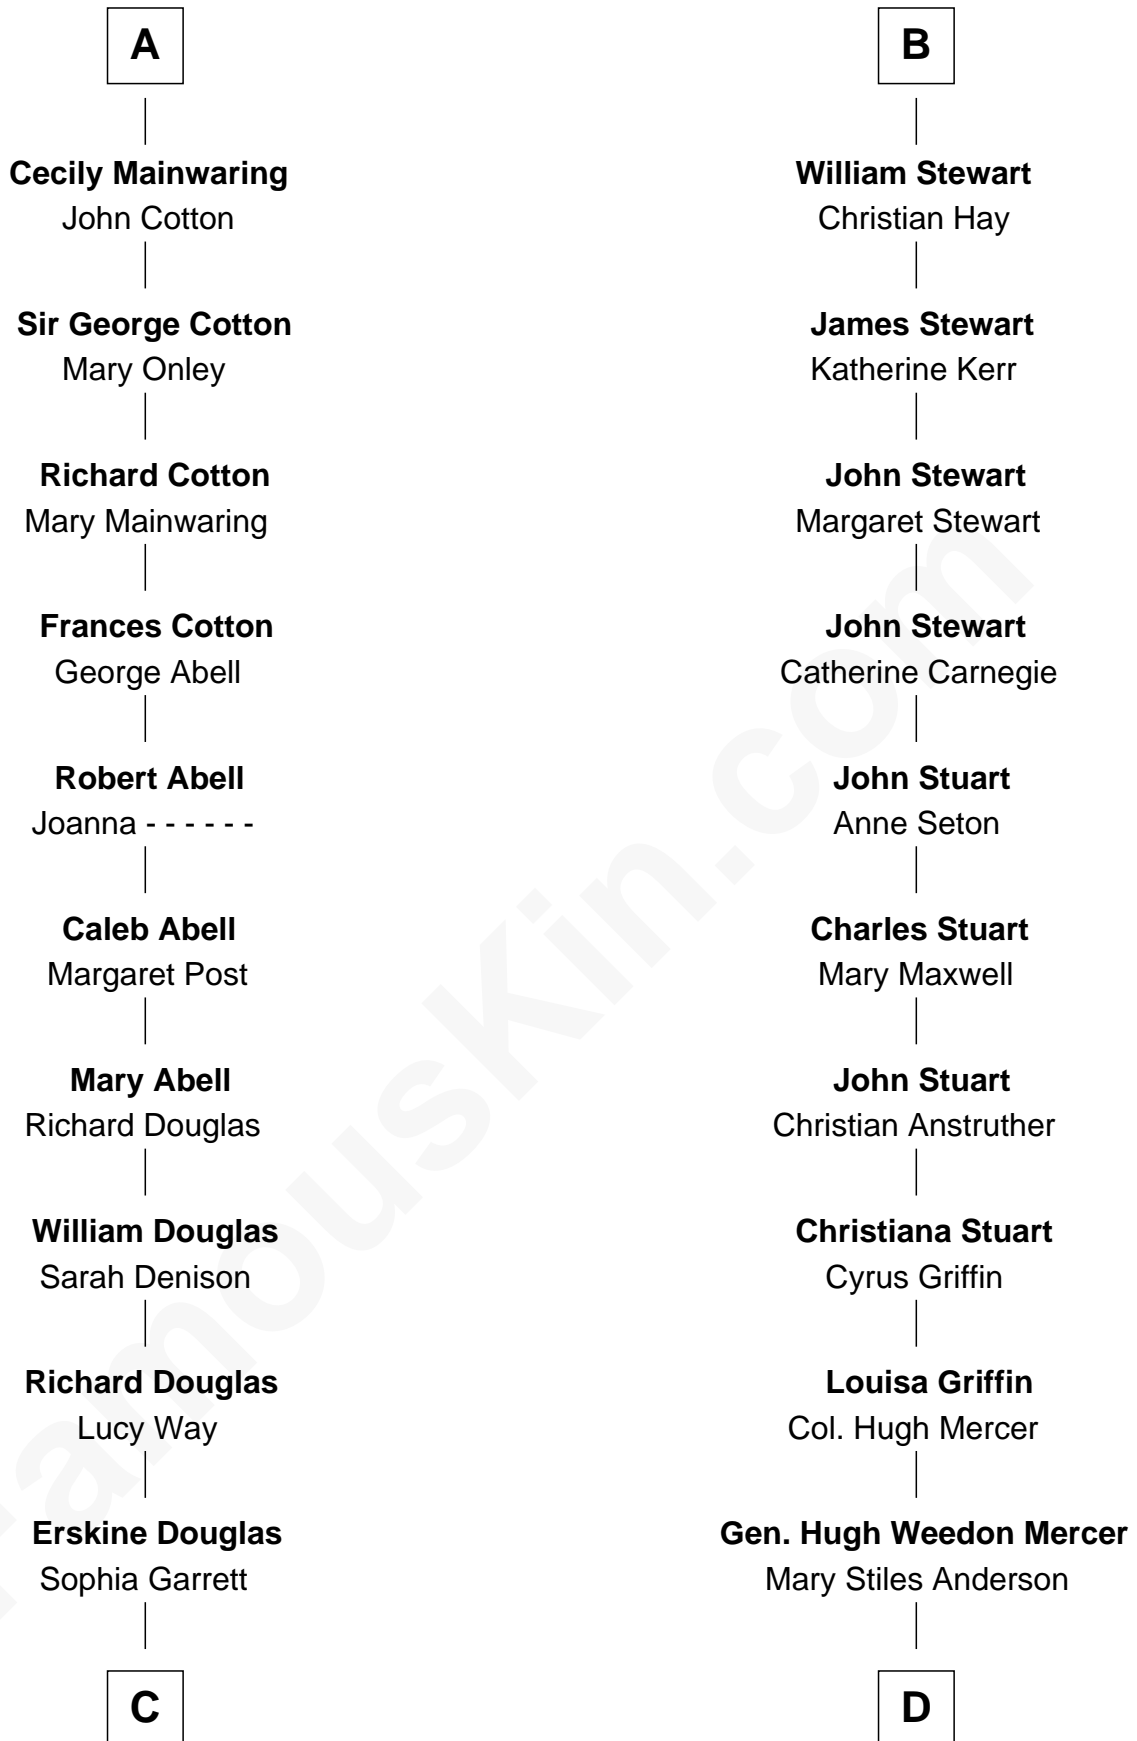 A
Cecily Mainwaring
John Cotton
Sir George Cotton
Mary Onley
Richard Cotton
Mary Mainwaring
Frances Cotton
George Abell
Robert Abell
Joanna - - - - - -
Caleb Abell
Margaret Post
Mary Abell
Richard Douglas
William Douglas
Sarah Denison
Richard Douglas
Lucy Way
Erskine Douglas
Sophia Garrett
C
B
William Stewart
Christian Hay
James Stewart
Katherine Kerr
John Stewart
Margaret Stewart
John Stewart
Catherine Carnegie
John Stuart
Anne Seton
Charles Stuart
Mary Maxwell
John Stuart
Christian Anstruther
Christiana Stuart
Cyrus Griffin
Louisa Griffin
Col. Hugh Mercer
Gen. Hugh Weedon Mercer
Mary Stiles Anderson
D
FamousKin.com